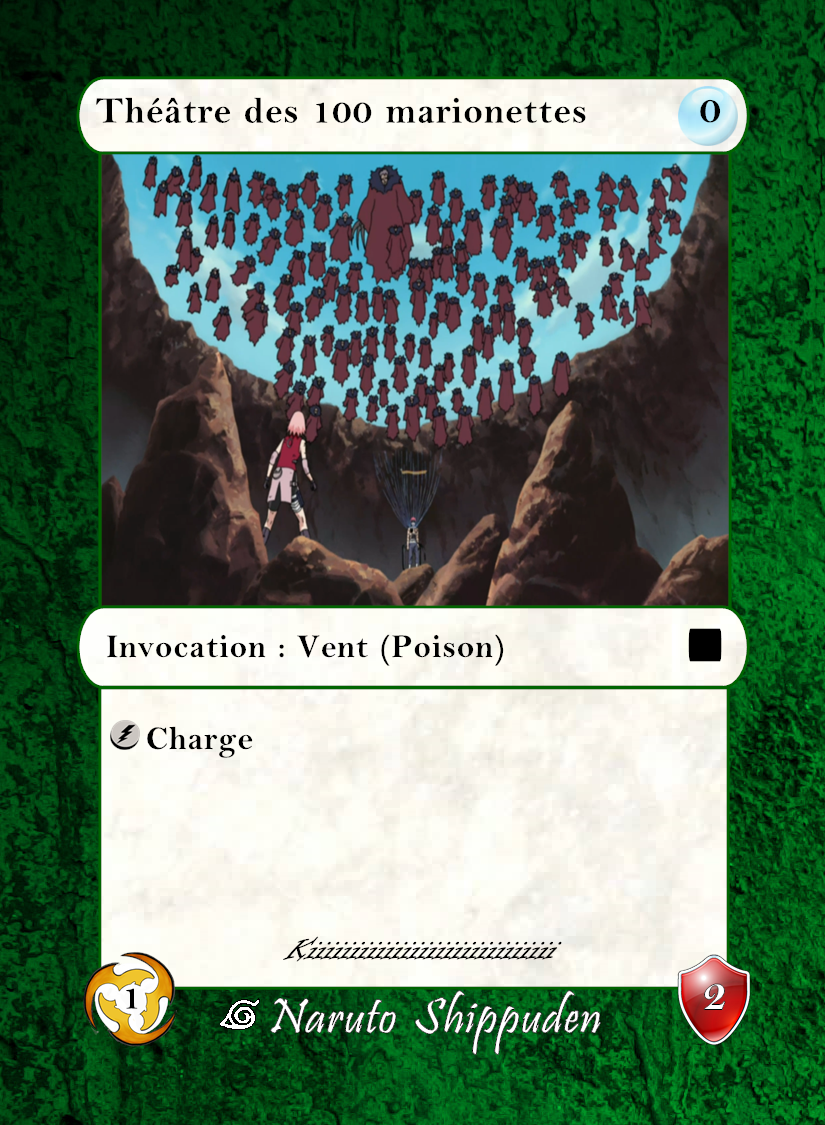 Théâtre des 100 marionettes 0
Invocation : Vent (Poison)
Charge
Kiiiiiiiiiiiiiiiiiiiiiiiiiiii
1 Naruto Shippuden 2